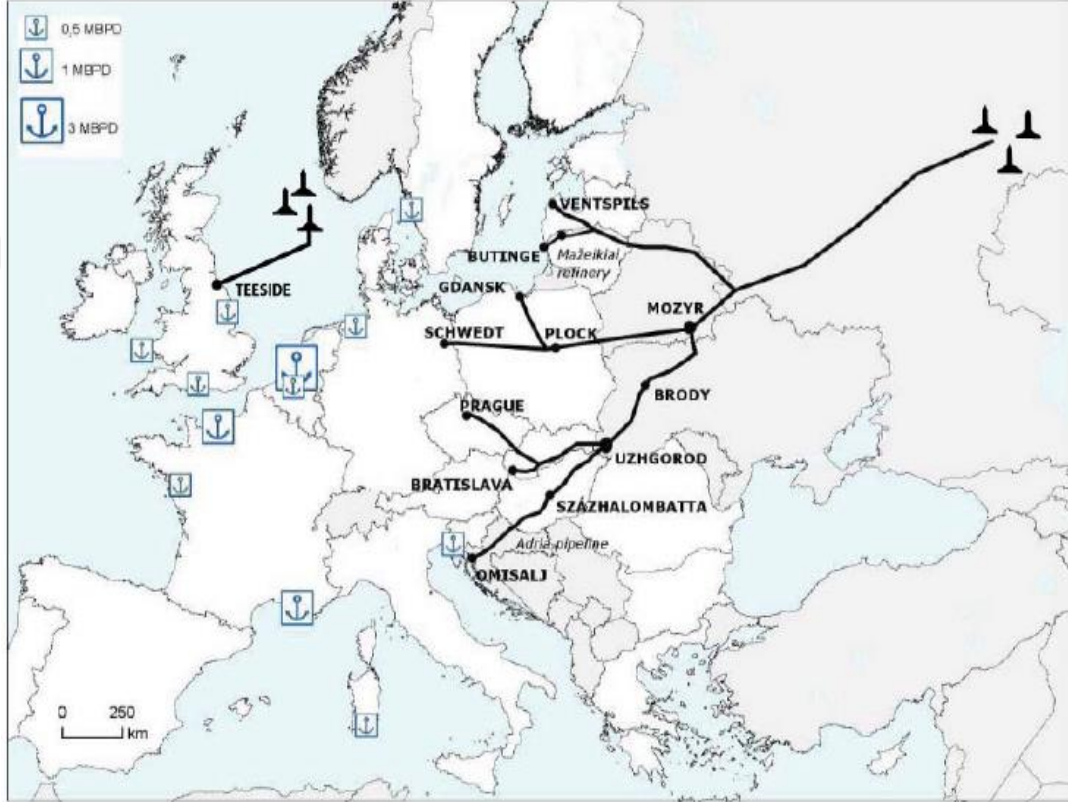 0,5 MBPD
1 MBPD
3 MBPD
VENTSPILS
BUTINGE
Mažeikiai
refinery
GDANSK
TEESIDE
MOZYR
SCHWEDT
PLOCK
BRODY
PRAGUE
UZHGOROD
BRATISLAVA
SZÁZHALOMBATTA
Adria pipeline
OMISALJ
0 250
km